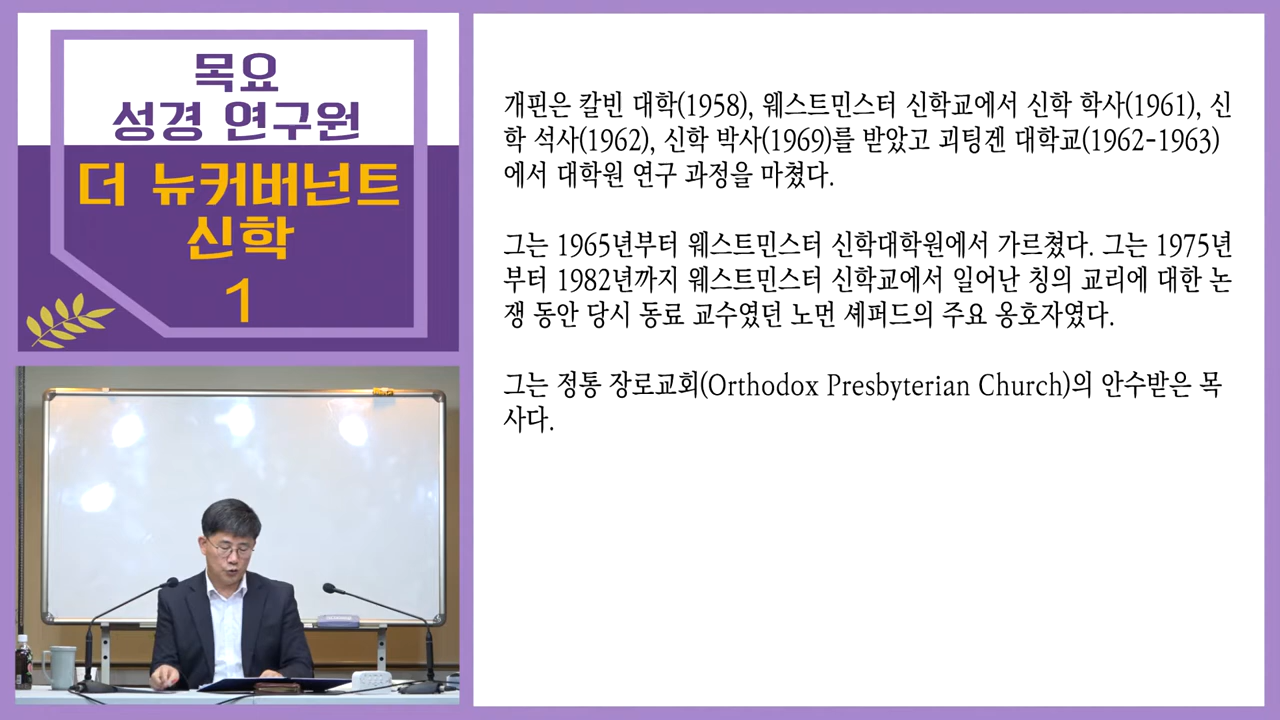 목요
성경 연구원
더 뉴커버넌트
신학
1
개핀은 칼빈 대학(1958), 웨스트민스터 신학교에서 신학 학사(1961), 신
학 석사(1962), 신학 박사(1969)를 받았고 괴팅겐 대학교(1962-1963)
에서 대학원 연구 과정을 마쳤다.
그는 1965년부터 웨스트민스터 신학대학원에서 가르쳤다. 그는 1975년
부터 1982년까지 웨스트민스터 신학교에서 일어난 칭의 교리에 대한 논
쟁 동안 당시 동료 교수였던 노먼 셰퍼드의 주요 옹호자였다.
그는 정통 장로교회(Orthodox Presbyterian Church)의 안수받은 목
사다.